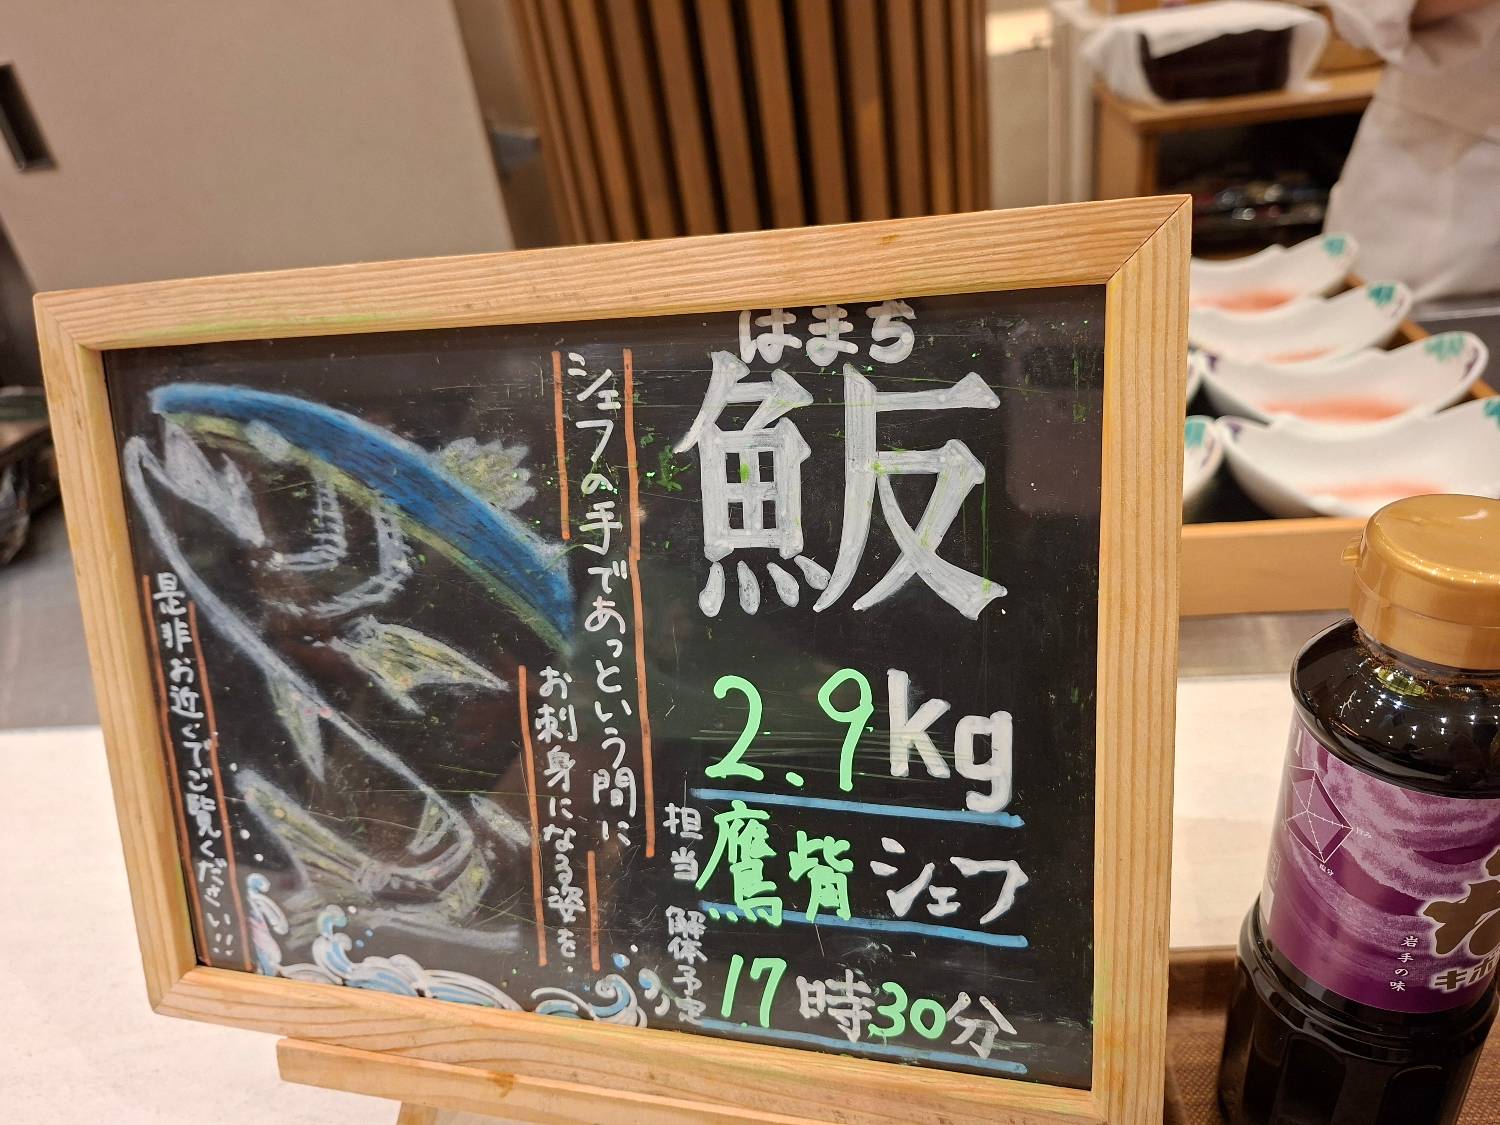 はまち
鰤
2.9kg
担当 鷹觜シェフ
解体予定 17時30分
シェフの手であっという間に
お刺身になる姿を。
是非お近くでご覧ください!!
岩手の味